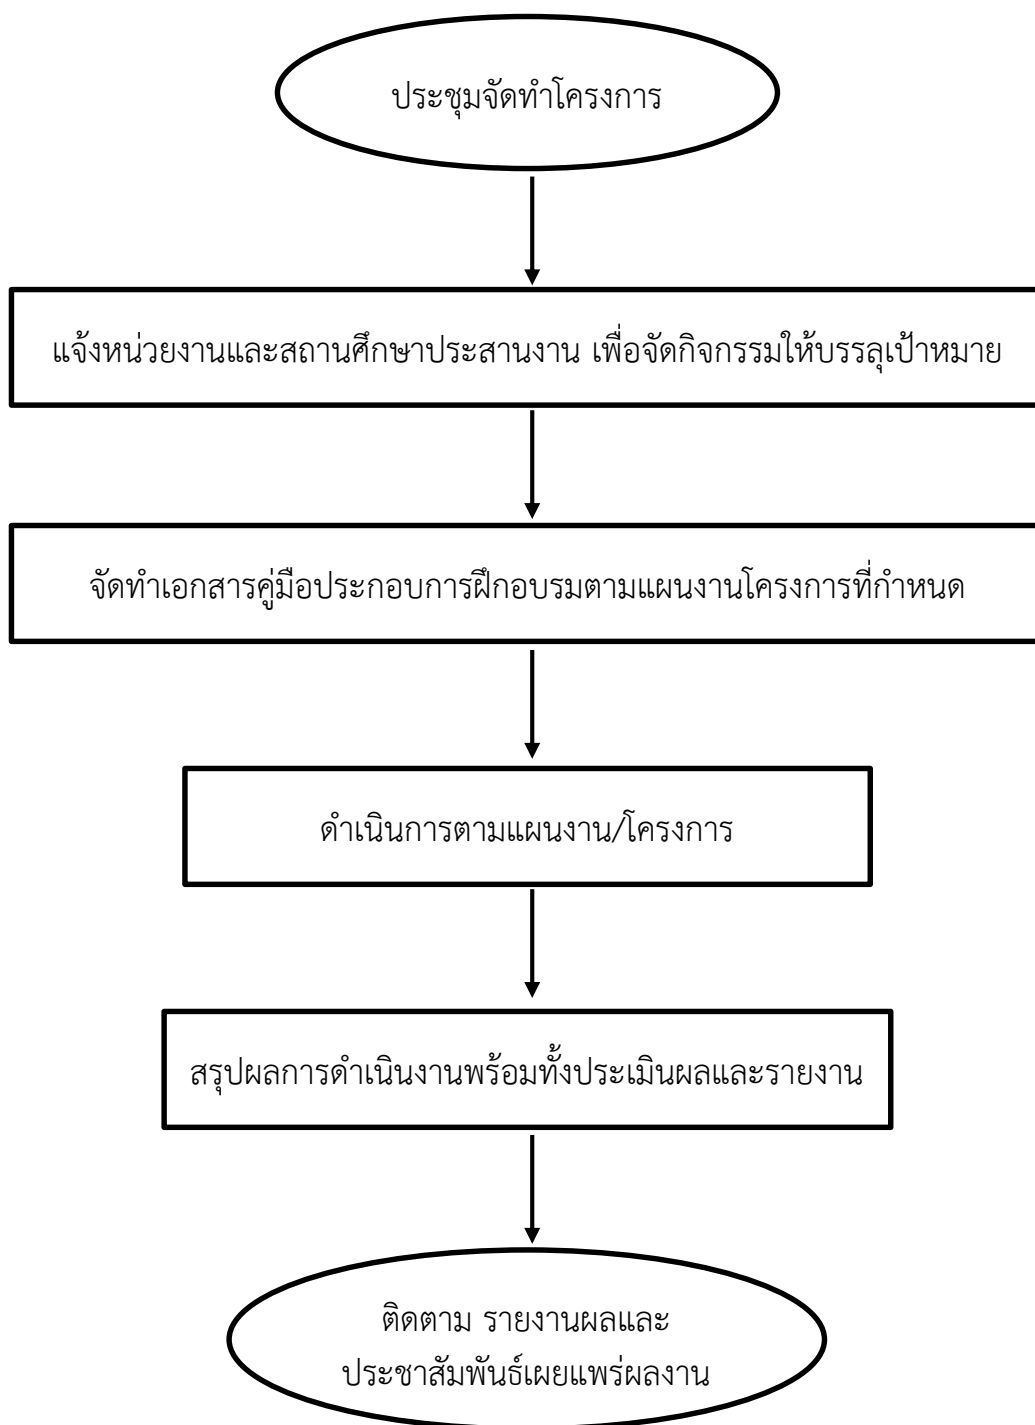 ประชุมจัดทำโครงการ
แจ้งหน่วยงานและสถานศึกษาประสานงาน เพื่อจัดกิจกรรมให้บรรลุเป้าหมาย
จัดทำเอกสารคู่มือประกอบการฝึกอบรมตามแผนงานโครงการที่กำหนด
ดำเนินการตามแผนงาน/โครงการ
สรุปผลการดำเนินงานพร้อมทั้งประเมินผลและรายงาน
ติดตาม รายงานผลและ
ประชาสัมพันธ์เผยแพร่ผลงาน